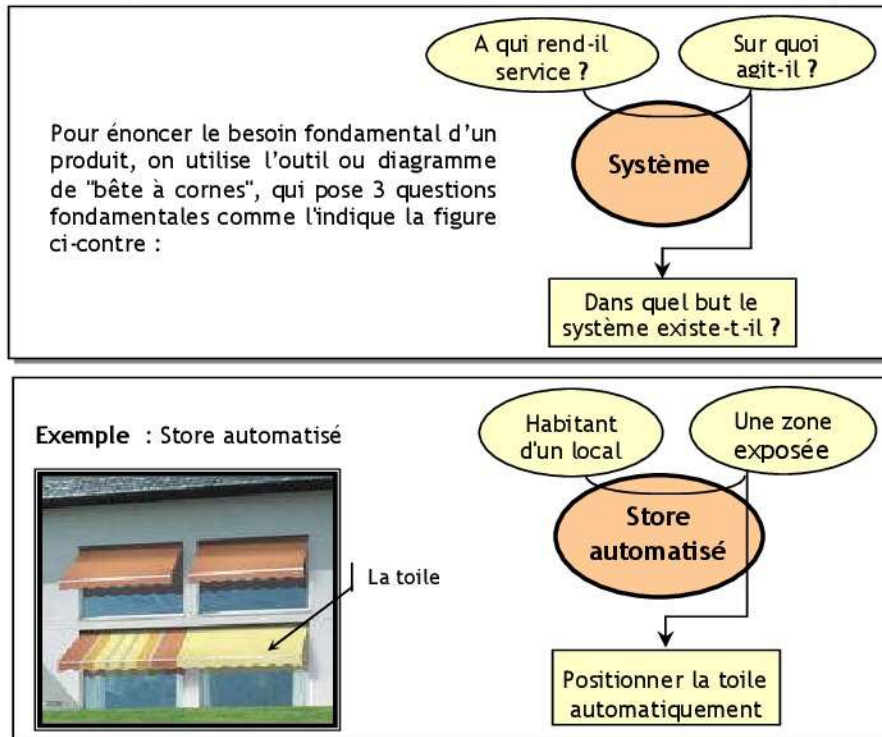 A qui rend-il
service ?
Sur quoi
agit-il ?
Pour énoncer le besoin fondamental d'un
produit, on utilise l'outil ou diagramme
de "bête à cornes", qui pose 3 questions
fondamentales comme l'indique la figure
ci-contre :
Système
Dans quel but le
système existe-t-il ?
Exemple : Store automatisé
Habitant
d'un local
Une zone
exposée
Store
automatisé
La toile
Positionner la toile
automatiquement